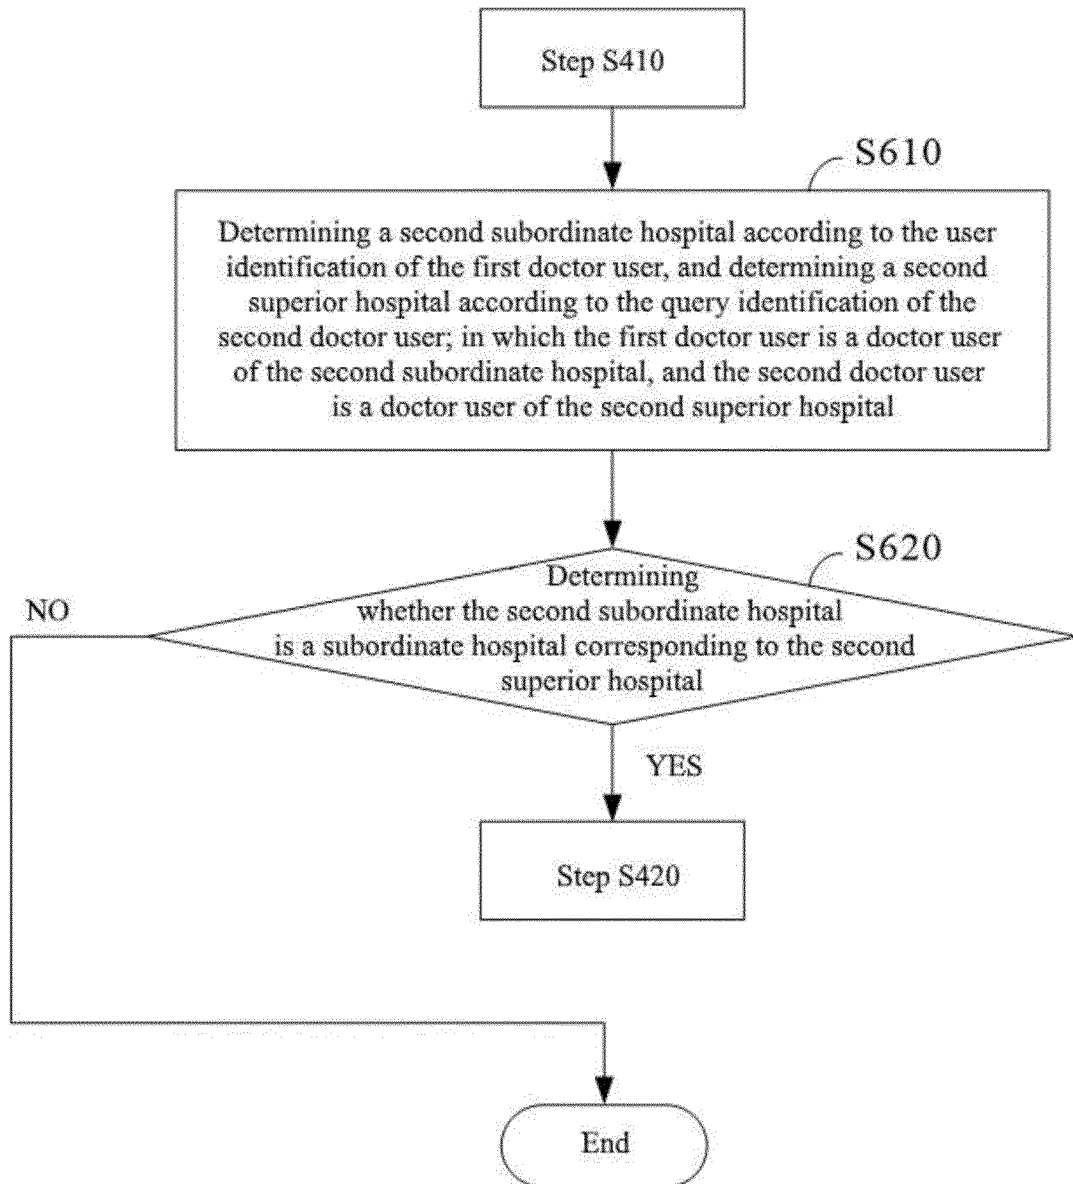 Step S410
S610
Determining a second subordinate hospital according to the user
identification of the first doctor user, and determining a second
superior hospital according to the query identification of the
second doctor user; in which the first doctor user is a doctor user
of the second subordinate hospital, and the second doctor user
is a doctor user of the second superior hospital
S620
Determining
whether the second subordinate hospital
is a subordinate hospital corresponding to the second
superior hospital
NO
YES
Step S420
End